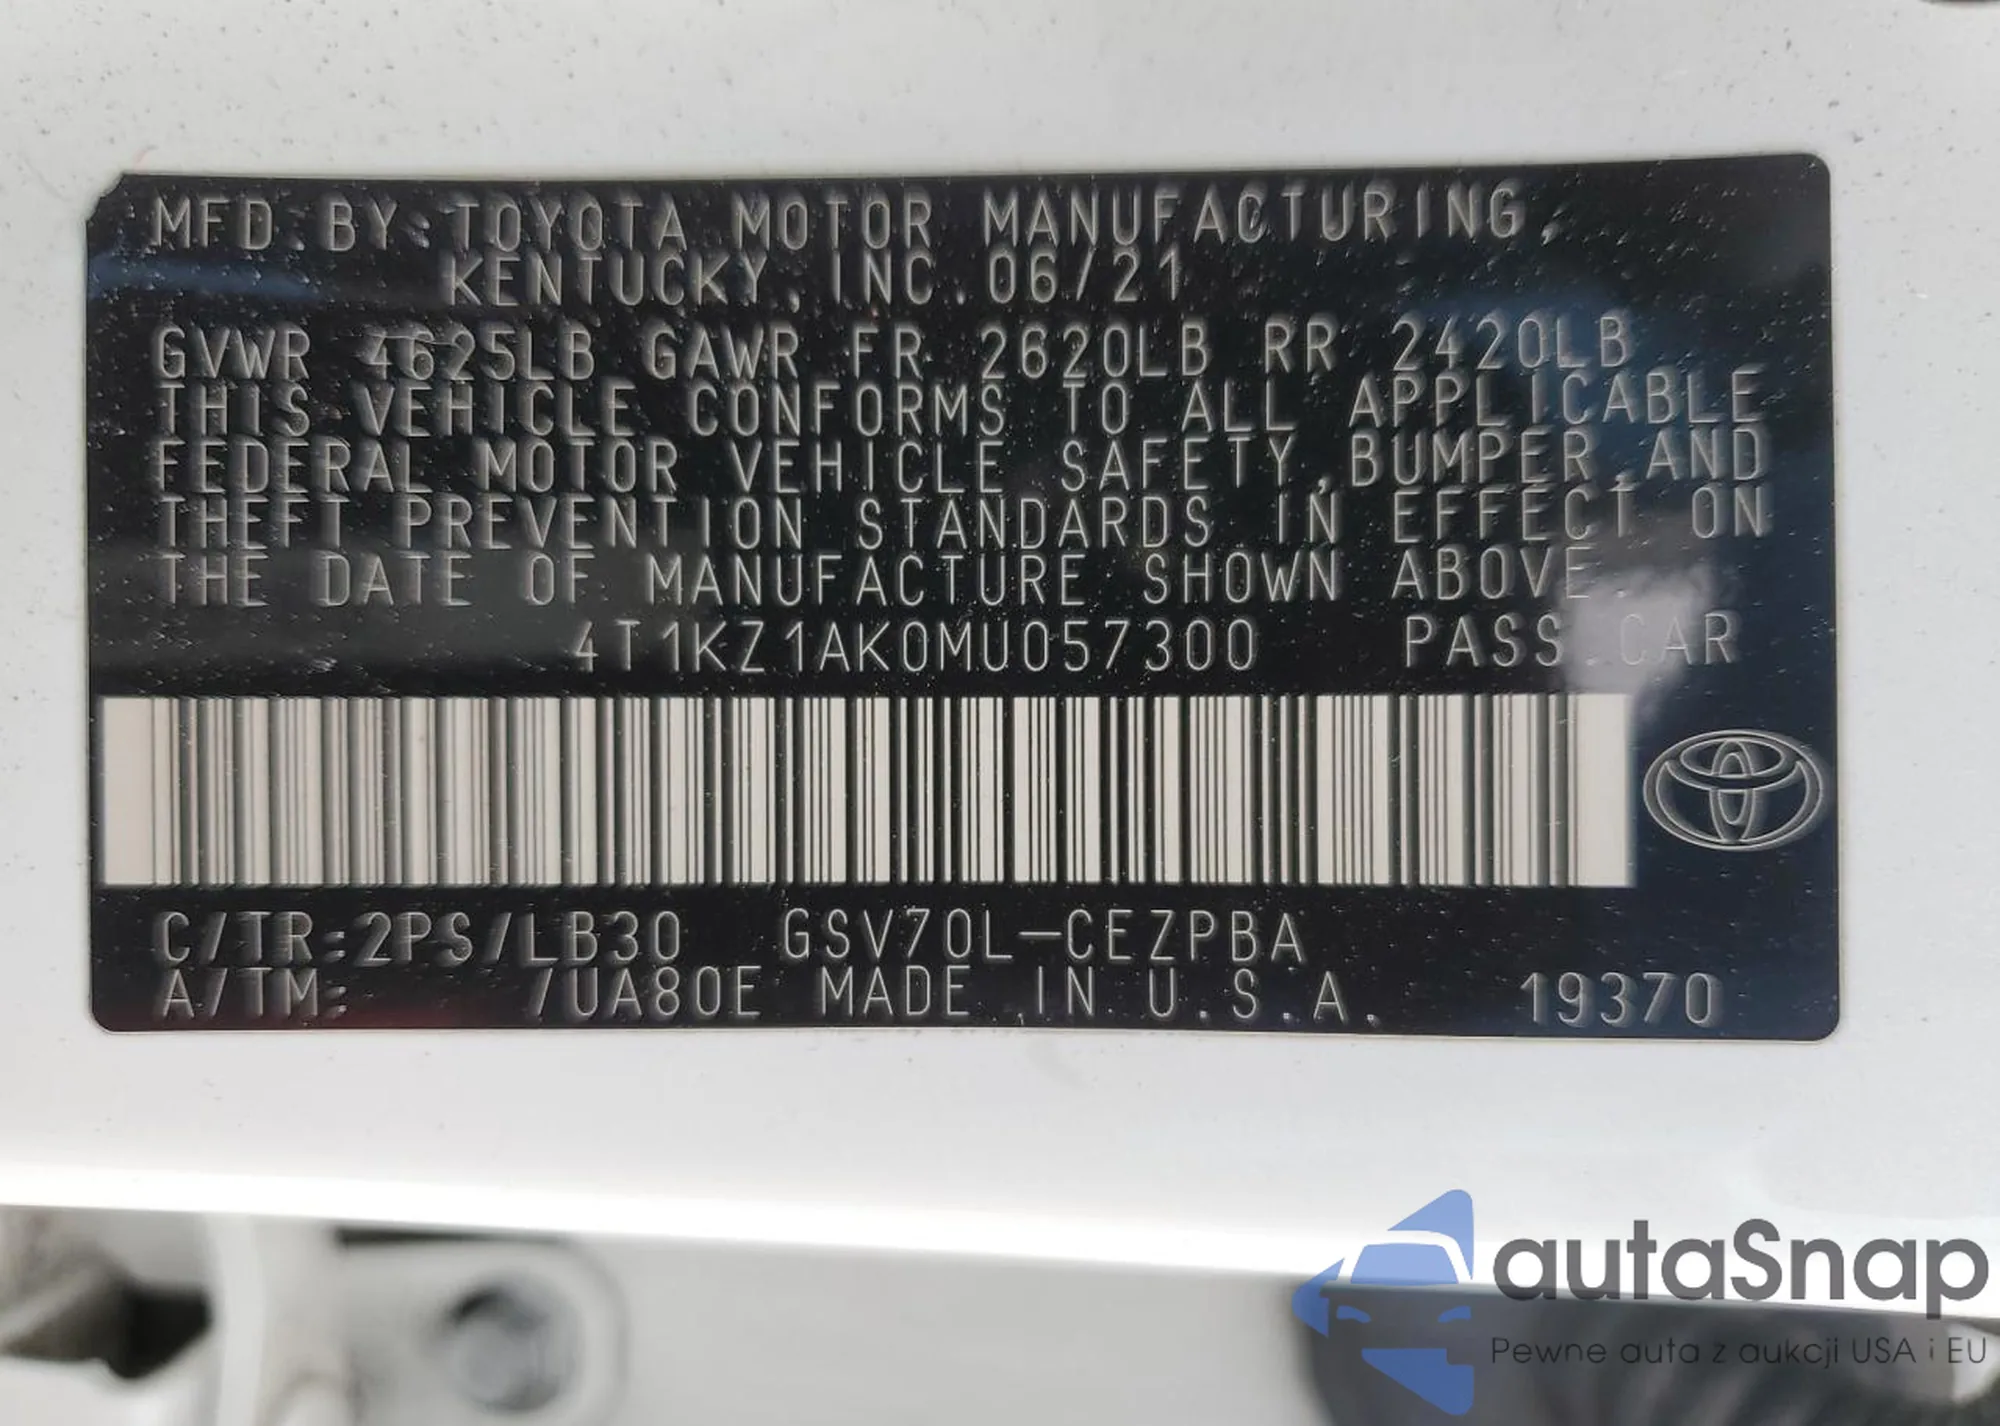 MFD. BY: TOYOTA MOTOR MANUFACTURING,
KENTUCKY, INC. 06/21
GVWR 4625LB GAWR FR 2620LB RR 2420LB
THIS VEHICLE CONFORMS TO ALL APPLICABLE
FEDERAL MOTOR VEHICLE SAFETY, BUMPER, AND
THEFT PREVENTION STANDARDS IN EFFECT ON
THE DATE OF MANUFACTURE SHOWN ABOVE.
4T1KZ1AK0MU057300 PASS. CAR
C/TR:2PS/LB30 GSV70L-CEZPBA
A/TM: /UA80E MADE IN U.S.A. 19370
autaSnap
Pewne auta z aukcji USA i EU